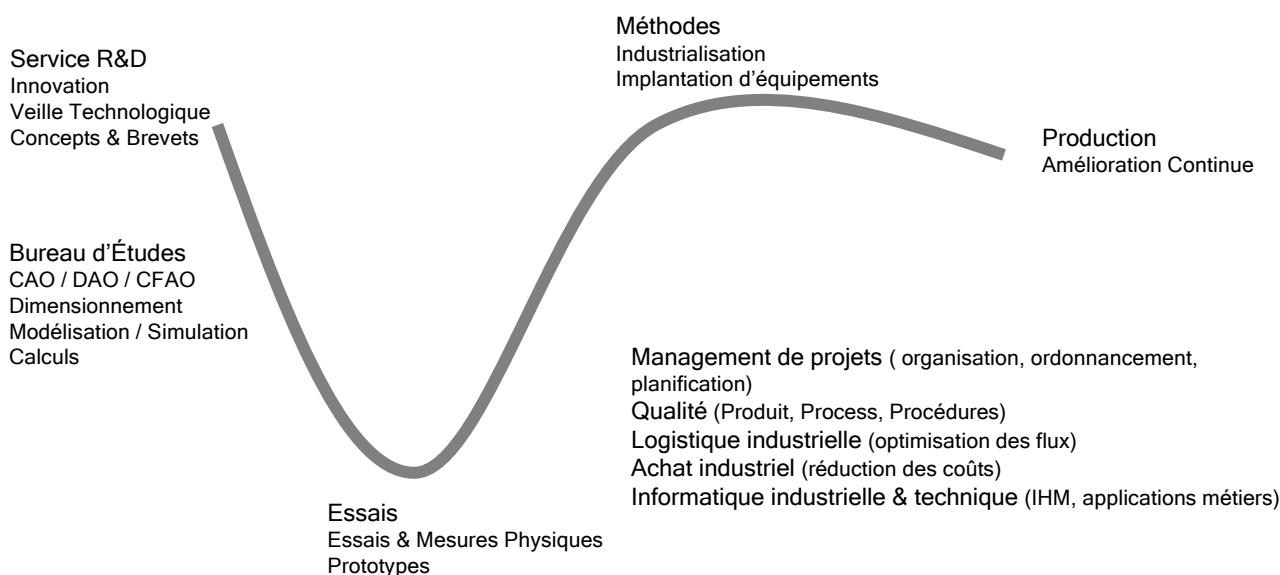 Service R&D
Innovation
Veille Technologique
Concepts & Brevets
Bureau d'Études
CAO / DAO / CFAO
Dimensionnement
Modélisation / Simulation
Calculs
Essais
Essais & Mesures Physiques
Prototypes
Méthodes
Industrialisation
Implantation d'équipements
Production
Amélioration Continue
Management de projets ( organisation, ordonnancement,
planification)
Qualité (Produit, Process, Procédures)
Logistique industrielle (optimisation des flux)
Achat industriel (réduction des coûts)
Informatique industrielle & technique (IHM, applications métiers)